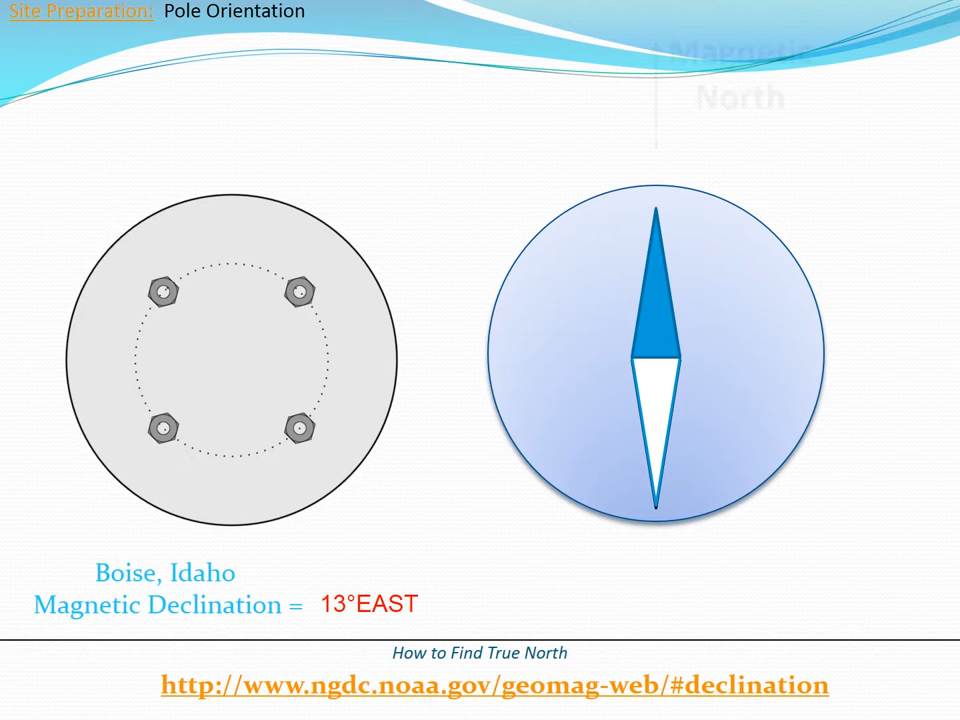 Site Preparation: Pole Orientation
Magnetic
North
Boise, Idaho
Magnetic Declination = 13°EAST
How to Find True North
http://www.ngdc.noaa.gov/geomag-web/#declination